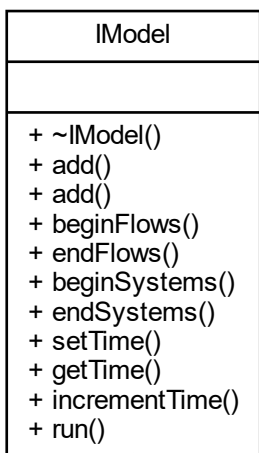 IModel
+ ~IModel()
+ add()
+ add()
+ beginFlows()
+ endFlows()
+ beginSystems()
+ endSystems()
+ setTime()
+ getTime()
+ incrementTime()
+ run()